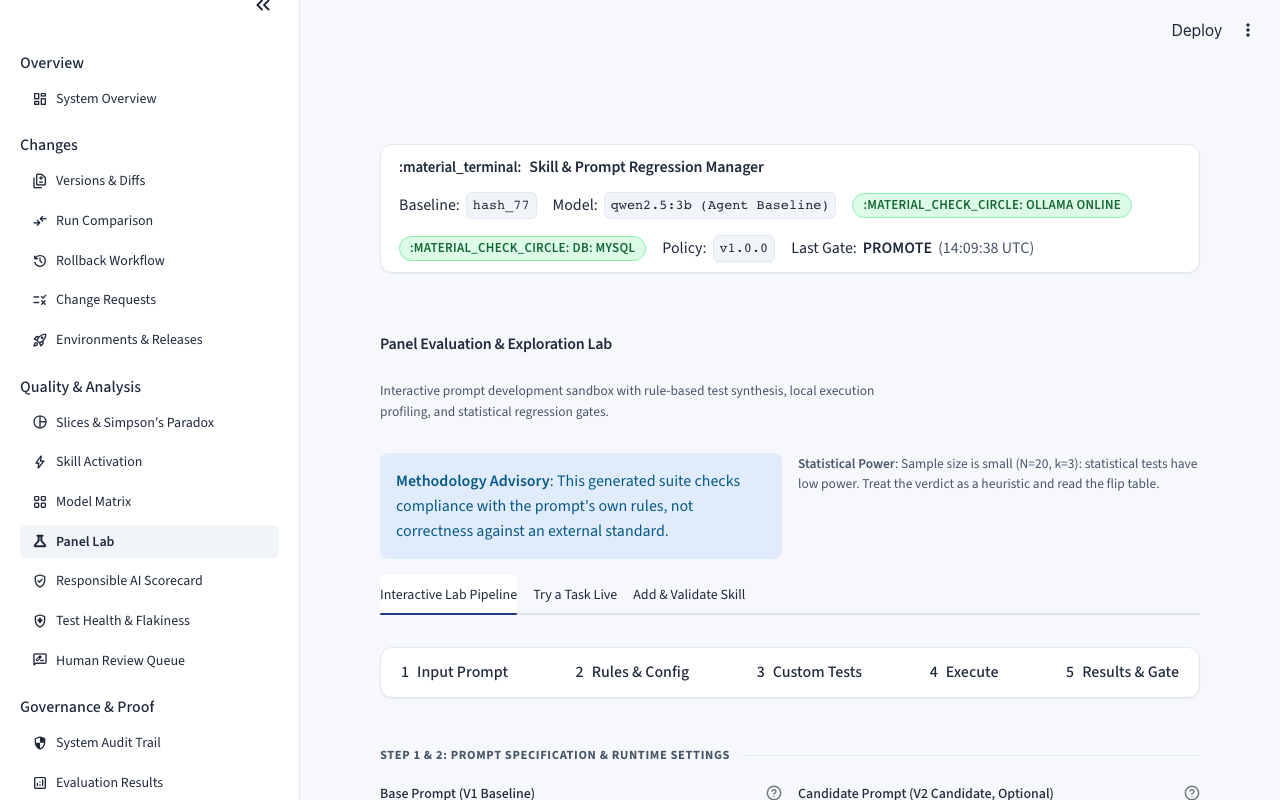 Deploy
Overview
System Overview
Changes
Versions & Diffs
Run Comparison
Rollback Workflow
Change Requests
Environments & Releases
Quality & Analysis
Slices & Simpson's Paradox
Skill Activation
Model Matrix
Panel Lab
Responsible AI Scorecard
Test Health & Flakiness
Human Review Queue
Governance & Proof
System Audit Trail
Evaluation Results
:material_terminal: Skill & Prompt Regression Manager
Baseline: hash_77 Model: qwen2.5:3b (Agent Baseline) :MATERIAL_CHECK_CIRCLE: OLLAMA ONLINE
:MATERIAL_CHECK_CIRCLE: DB: MYSQL Policy: v1.0.0 Last Gate: PROMOTE (14:09:38 UTC)
Panel Evaluation & Exploration Lab
Interactive prompt development sandbox with rule-based test synthesis, local execution
profiling, and statistical regression gates.
Methodology Advisory: This generated suite checks
compliance with the prompt's own rules, not
correctness against an external standard.
Statistical Power: Sample size is small (N=20, k=3): statistical tests have
low power. Treat the verdict as a heuristic and read the flip table.
Interactive Lab Pipeline Try a Task Live Add & Validate Skill
1 Input Prompt 2 Rules & Config 3 Custom Tests 4 Execute 5 Results & Gate
STEP 1 & 2: PROMPT SPECIFICATION & RUNTIME SETTINGS
Base Prompt (V1 Baseline) Candidate Prompt (V2 Candidate, Optional)